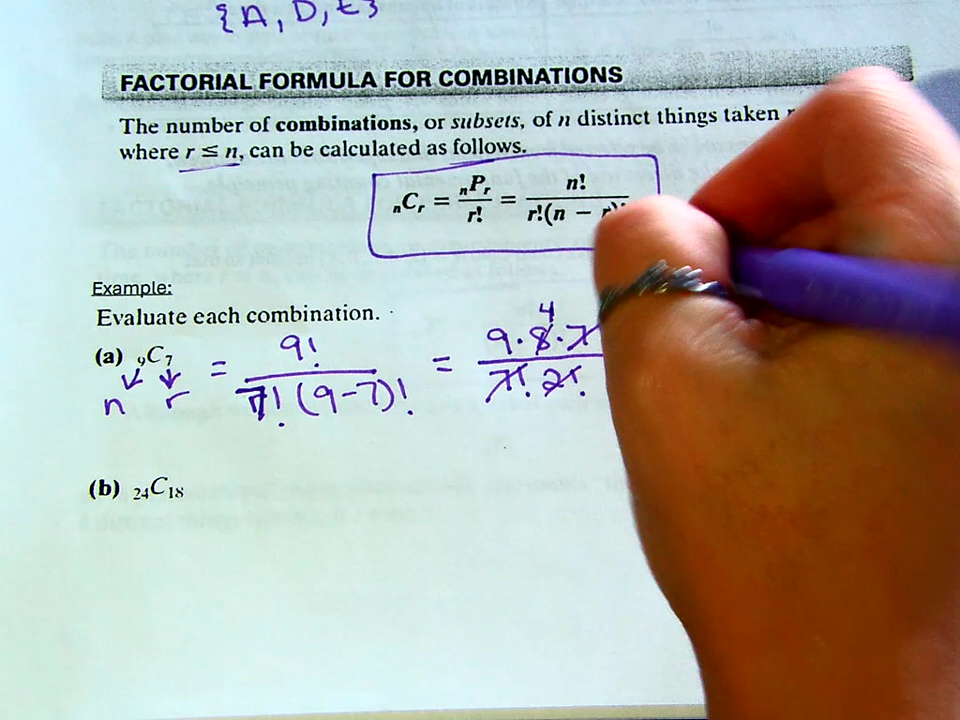 {A, D, E}
FACTORIAL FORMULA FOR COMBINATIONS
The number of combinations, or subsets, of n distinct things taken
where r ≤ n, can be calculated as follows.
nCr = nPr / r! = n! / r!(n − r)!
Example:
Evaluate each combination.
(a) 9C7 = 9! / 7!(9-7)! = 9·8·7 / 7! 2!
4
n r
(b) 24C18